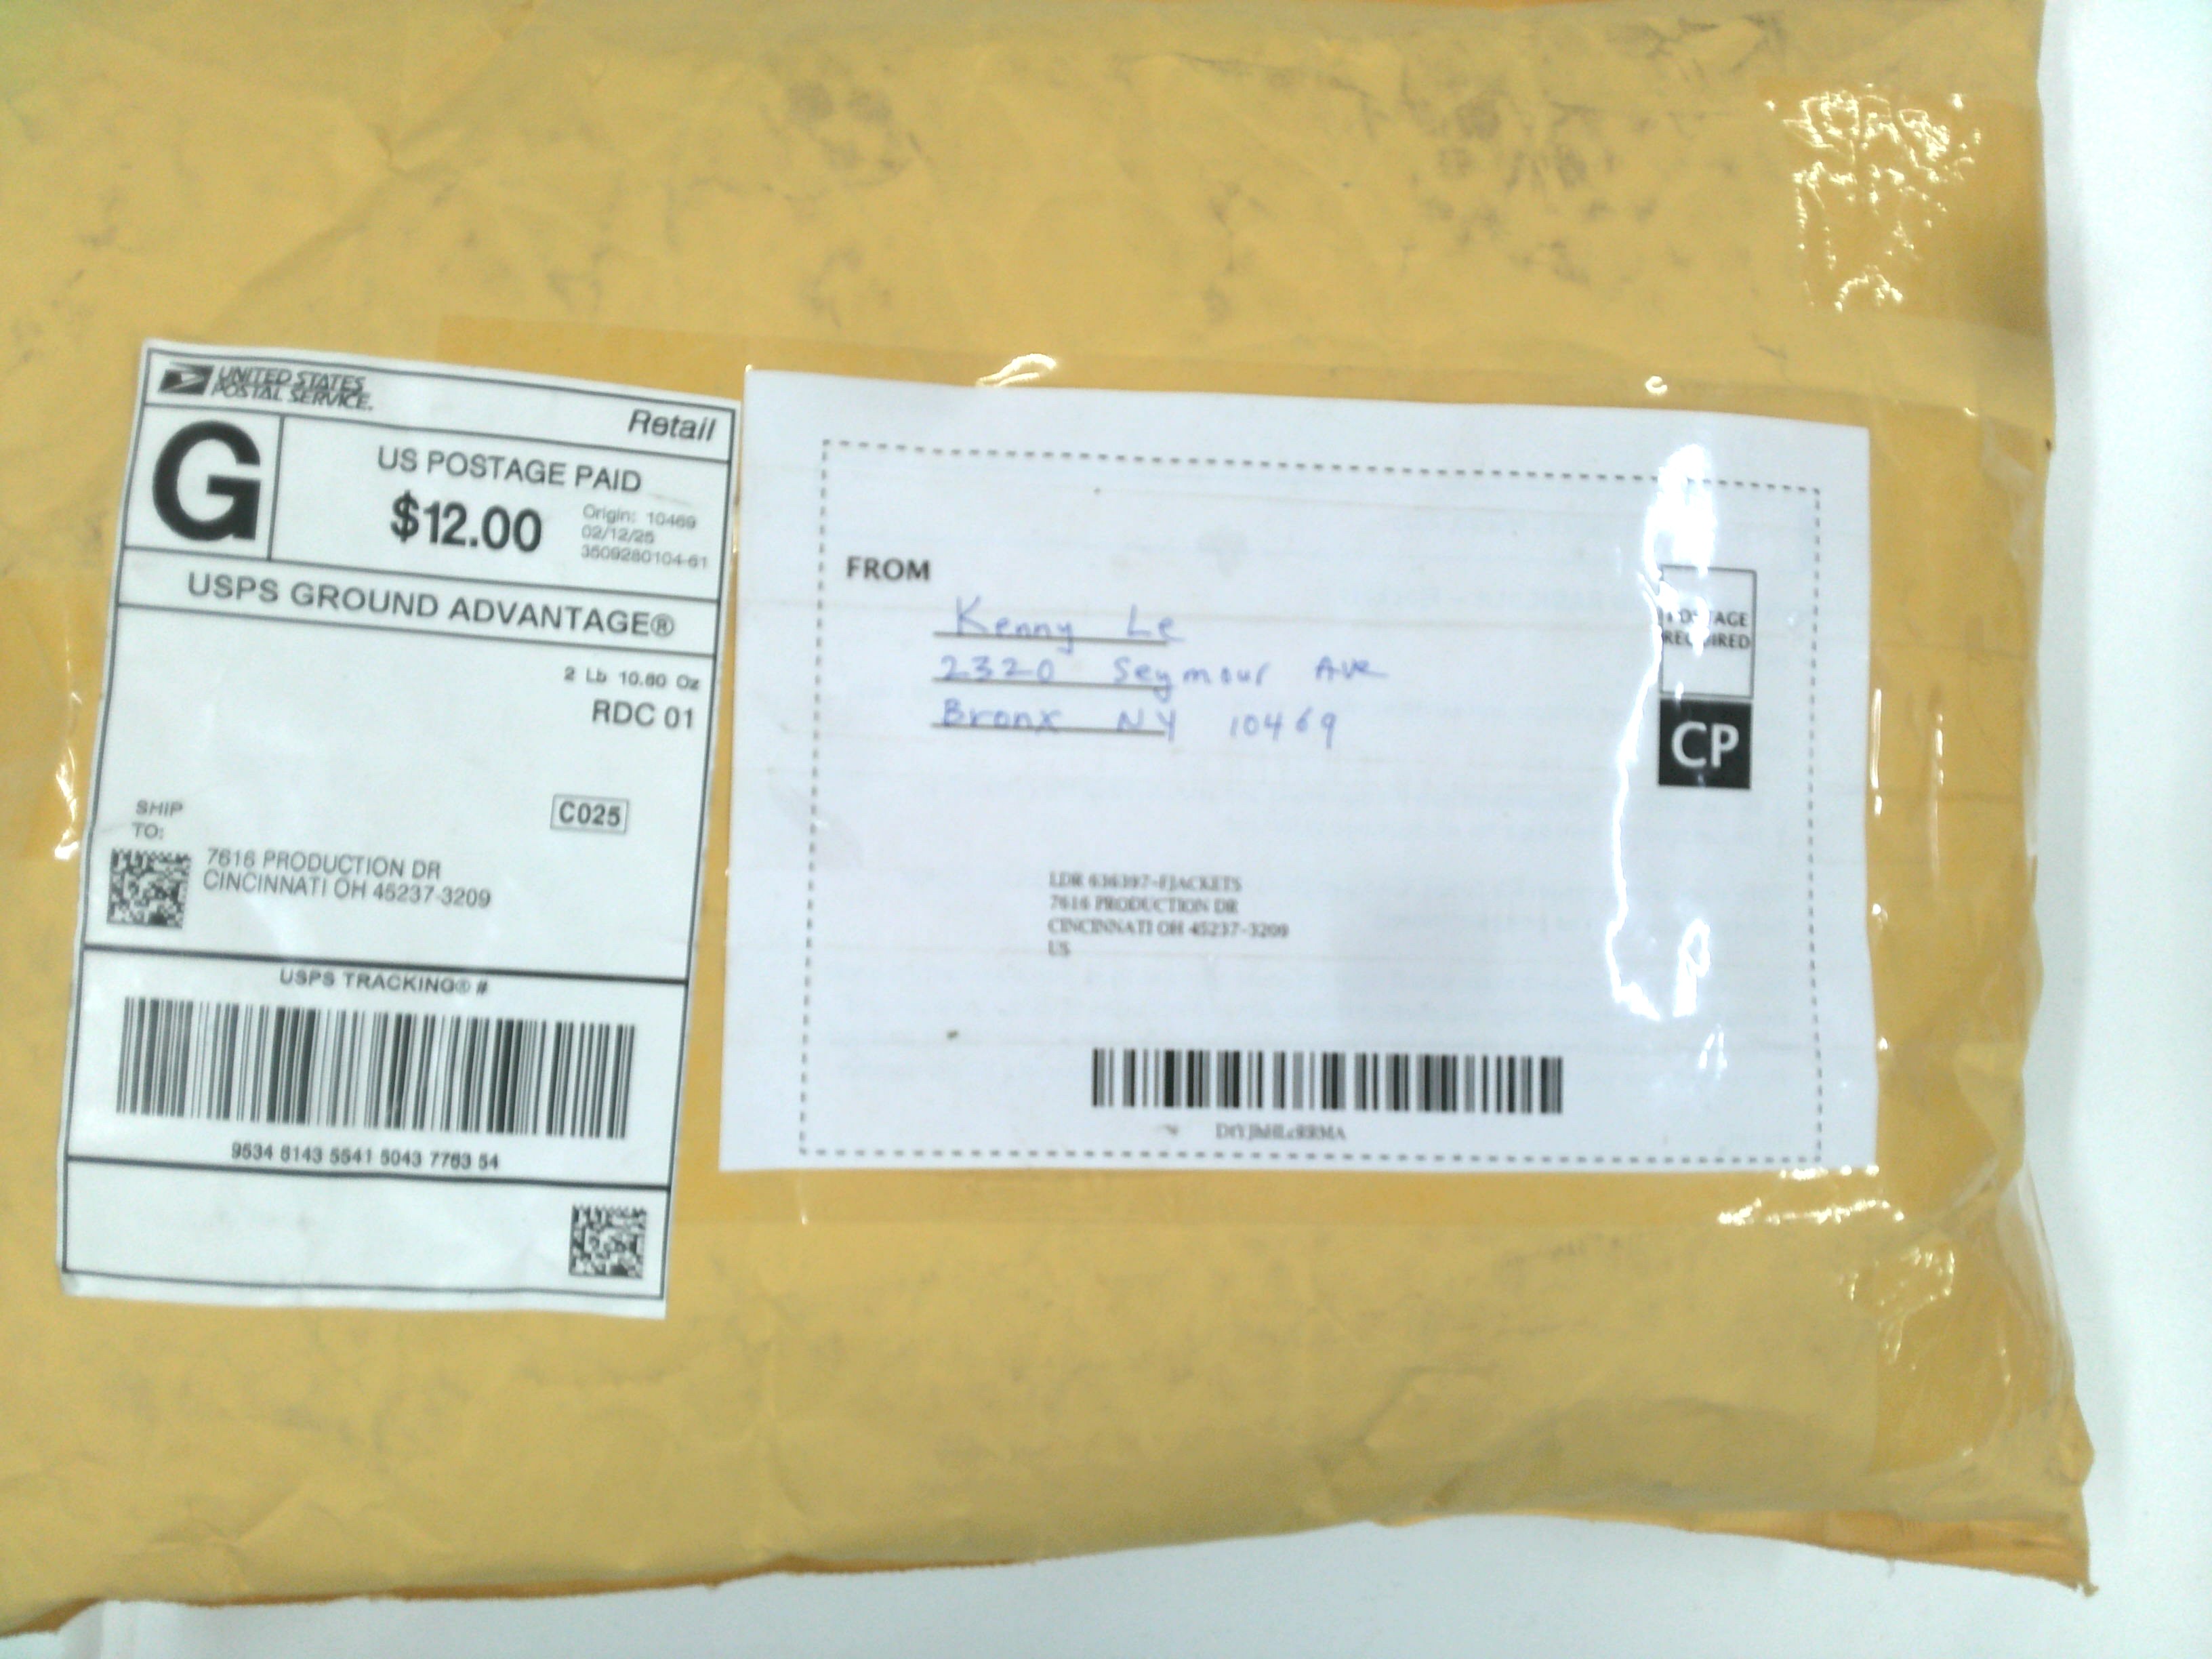 UNITED STATES
POSTAL SERVICE.
Retail
G
US POSTAGE PAID
$12.00
Origin: 10469
02/12/25
3509280104-61
USPS GROUND ADVANTAGE®
2 Lb 10.60 Oz
RDC 01
C025
SHIP
TO:
7616 PRODUCTION DR
CINCINNATI OH 45237-3209
USPS TRACKING® #
9534 6143 5541 5043 7763 54
FROM
Kenny Le
2320 Seymour Ave
Bronx NY 10469
POSTAGE
REQUIRED
CP
LDR 636397-FJACKETS
7616 PRODUCTION DR
CINCINNATI OH 45237-3209
US